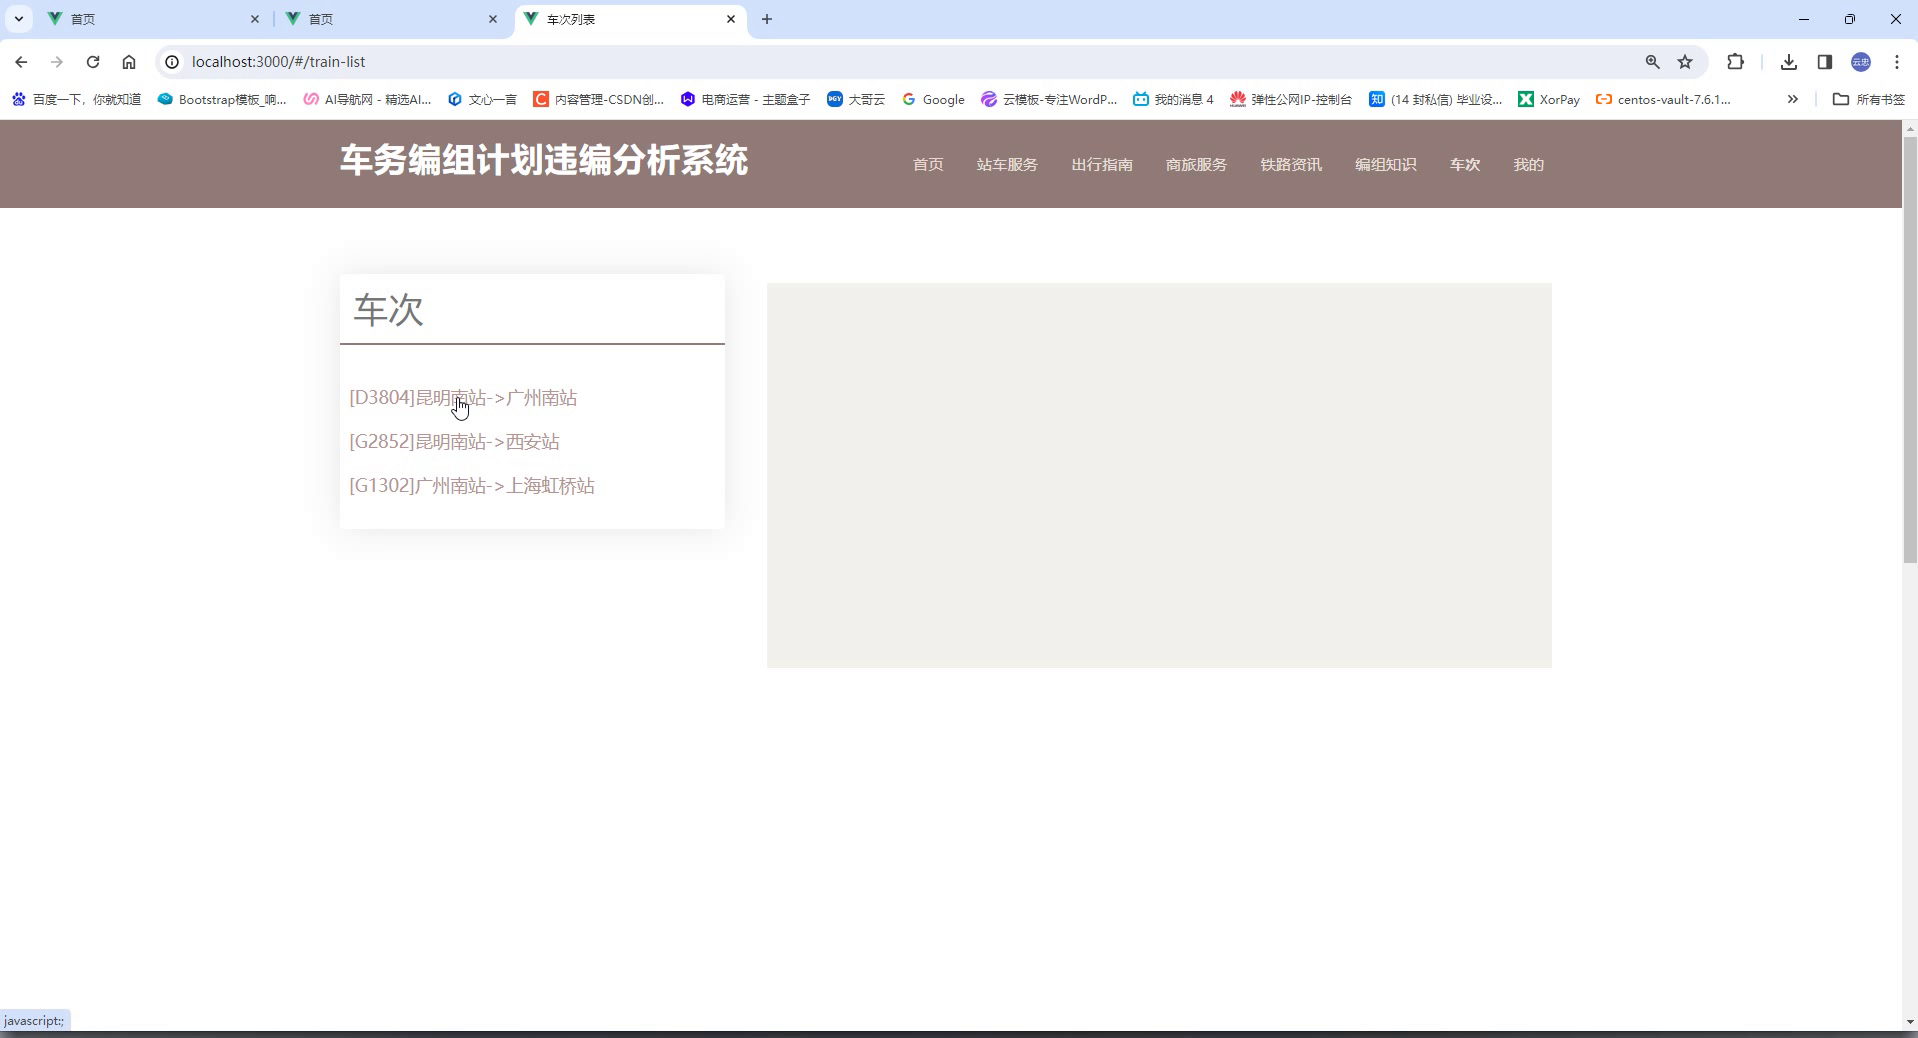 首页
首页
车次列表
localhost:3000/#/train-list
云忠
百度一下，你就知道
Bootstrap模板_响...
AI导航网 - 精选AI...
文心一言
内容管理-CSDN创...
电商运营 - 主题盒子
大哥云
Google
云模板-专注WordP...
我的消息 4
弹性公网IP-控制台
知
(14 封私信) 毕业设...
XorPay
centos-vault-7.6.1...
所有书签
车务编组计划违编分析系统
首页
站车服务
出行指南
商旅服务
铁路资讯
编组知识
车次
我的
车次
[D3804]昆明南站->广州南站
[G2852]昆明南站->西安站
[G1302]广州南站->上海虹桥站
javascript:;